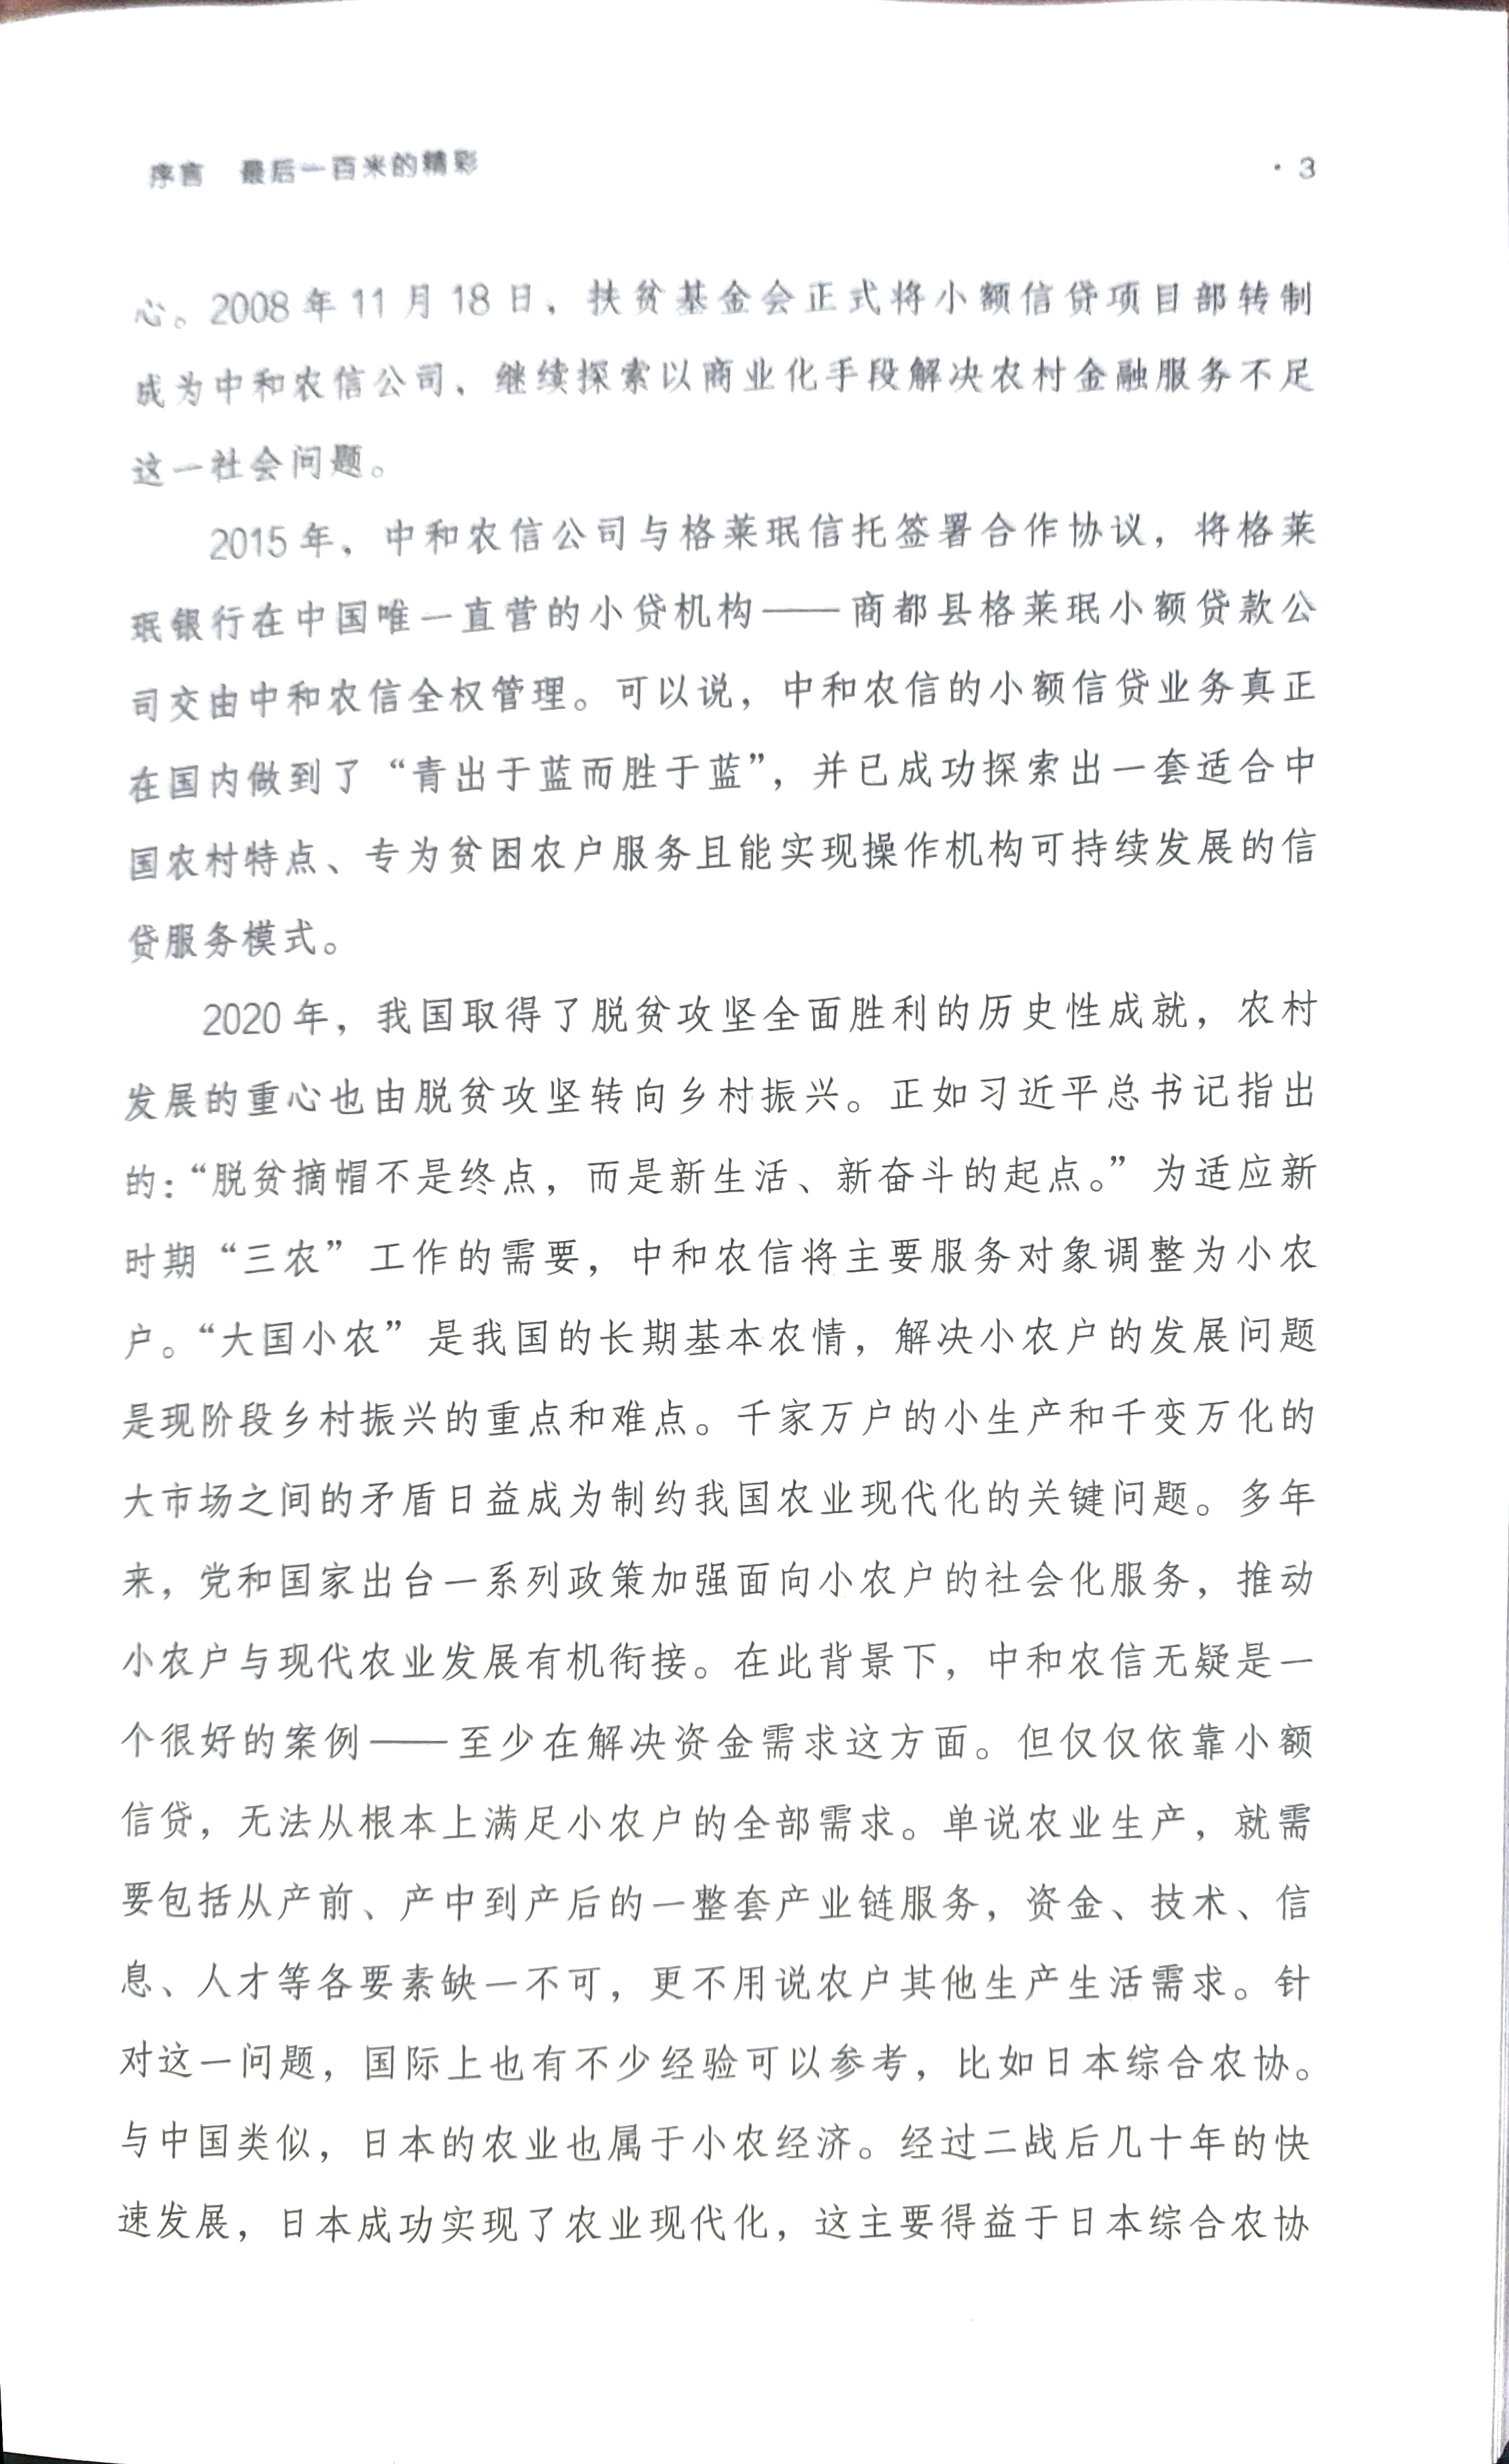 序言 最后一百米的精彩 · 3
心。2008 年 11 月 18 日，扶贫基金会正式将小额信贷项目部转制
成为中和农信公司、继续探索以商业化手段解决农村金融服务不足
这一社会问题。
2015 年，中和农信公司与格莱珉信托签署合作协议，将格莱
珉银行在中国唯一直营的小贷机构——商都县格莱珉小额贷款公
司交由中和农信全权管理。可以说，中和农信的小额信贷业务真正
在国内做到了“青出于蓝而胜于蓝”，并已成功探索出一套适合中
国农村特点、专为贫困农户服务且能实现操作机构可持续发展的信
贷服务模式。
2020 年，我国取得了脱贫攻坚全面胜利的历史性成就，农村
发展的重心也由脱贫攻坚转向乡村振兴。正如习近平总书记指出
的：“脱贫摘帽不是终点，而是新生活、新奋斗的起点。”为适应新
时期“三农”工作的需要，中和农信将主要服务对象调整为小农
户。“大国小农”是我国的长期基本农情，解决小农户的发展问题
是现阶段乡村振兴的重点和难点。千家万户的小生产和千变万化的
大市场之间的矛盾日益成为制约我国农业现代化的关键问题。多年
来，党和国家出台一系列政策加强面向小农户的社会化服务，推动
小农户与现代农业发展有机衔接。在此背景下，中和农信无疑是一
个很好的案例——至少在解决资金需求这方面。但仅仅依靠小额
信贷，无法从根本上满足小农户的全部需求。单说农业生产，就需
要包括从产前、产中到产后的一整套产业链服务，资金、技术、信
息、人才等各要素缺一不可，更不用说农户其他生产生活需求。针
对这一问题，国际上也有不少经验可以参考，比如日本综合农协。
与中国类似，日本的农业也属于小农经济。经过二战后几十年的快
速发展，日本成功实现了农业现代化，这主要得益于日本综合农协